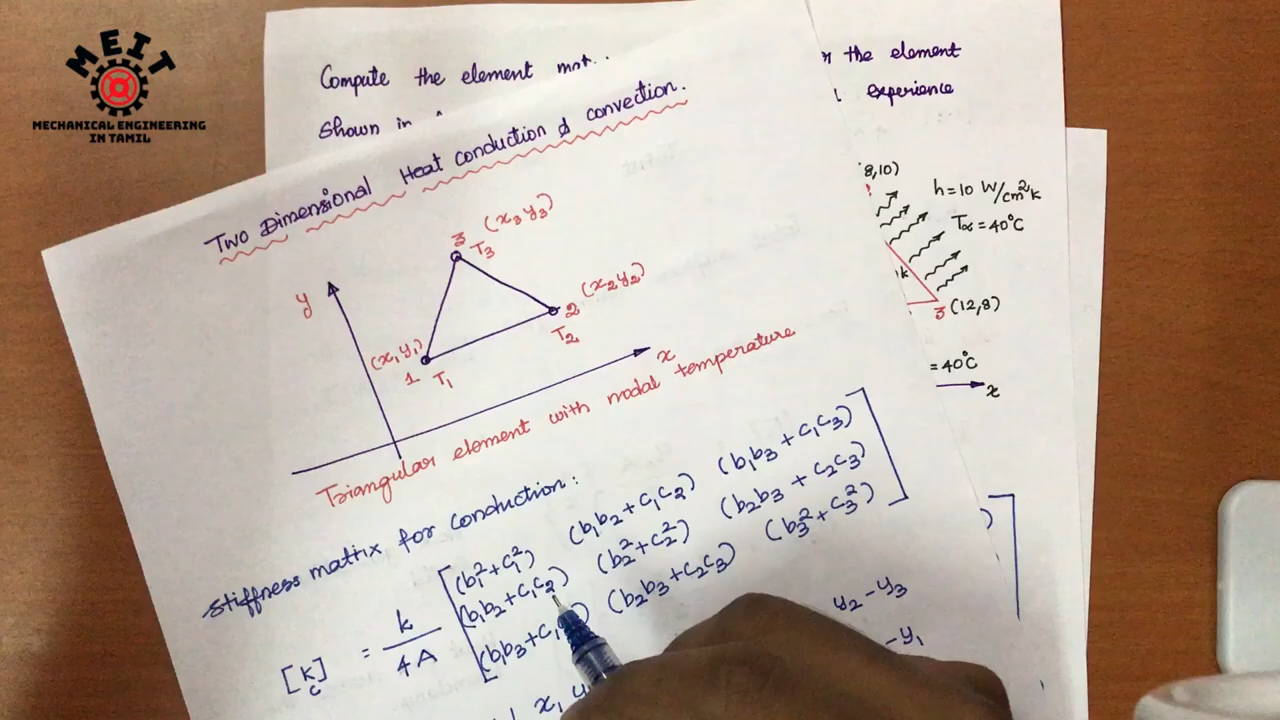 MEIT
MECHANICAL ENGINEERING
IN TAMIL
Compute the element
the element
Shown in
experience
Two Dimensional Heat conduction & convection.
3 (x₃ y₃)
T₃
y
(x₂ y₂)
2
T₂
(x₁ y₁)
1 T₁
x
Triangular element with nodal temperature
8,10)
h=10 W/cm²k
T∞ = 40°C
k
3 (12,8)
= 40°C
x
Stiffness matrix for conduction:
[k]c = k/4A [(b₁²+c₁²) (b₁b₂+c₁c₂) (b₁b₃+c₁c₃)]
(b₁b₂+c₁c₂) (b₂²+c₂²) (b₂b₃+c₂c₃)
(b₁b₃+c₁ ) (b₂b₃+c₂c₃) (b₃²+c₃²)
y₂-y₃
-y₁
x₁